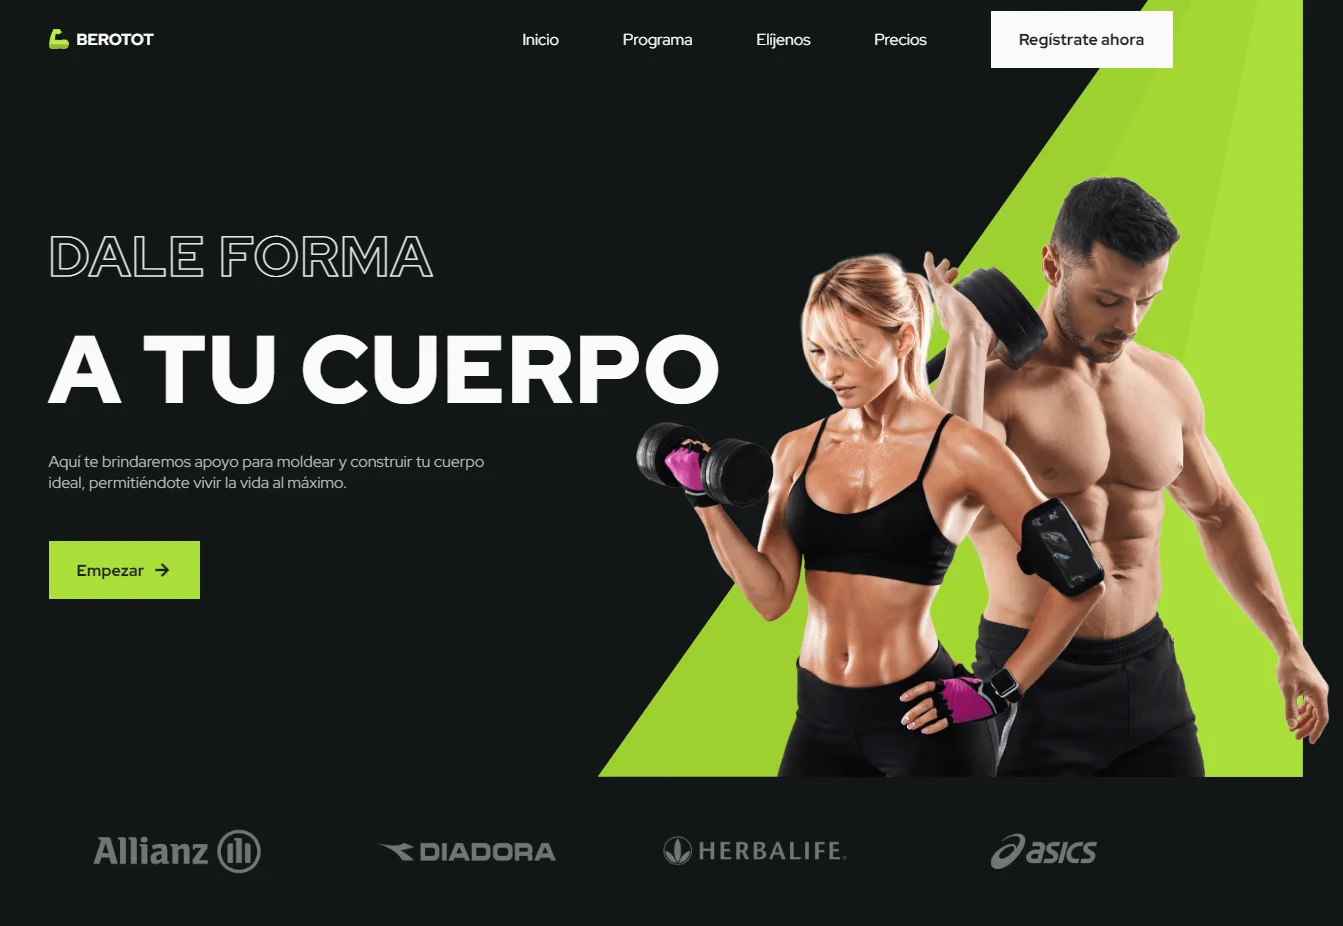 BEROTOT
Inicio
Programa
Elíjenos
Precios
Regístrate ahora
DALE FORMA
A TU CUERPO
Aquí te brindaremos apoyo para moldear y construir tu cuerpo
ideal, permitiéndote vivir la vida al máximo.
Empezar
Allianz
DIADORA
HERBALIFE
asics